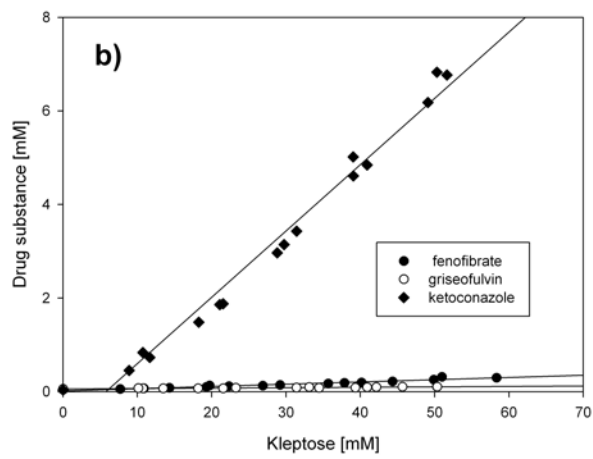 b)
8
6
4
2
0
Drug substance [mM]
fenofibrate
griseofulvin
ketoconazole
0 10 20 30 40 50 60 70
Kleptose [mM]